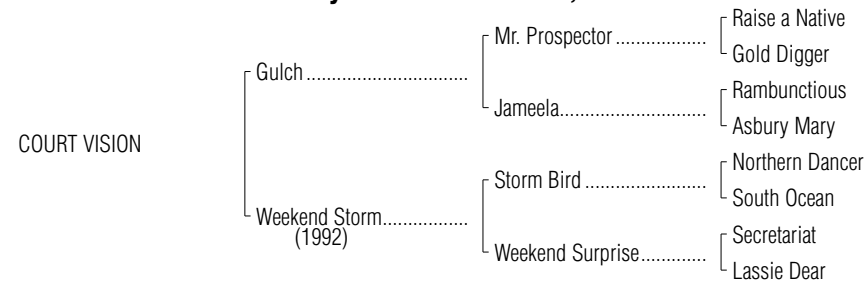 Raise a Native
Mr. Prospector ..................
Gold Digger
Gulch ................................
Rambunctious
Jameela.............................
Asbury Mary
COURT VISION
Northern Dancer
Storm Bird ........................
South Ocean
Weekend Storm.................
(1992)
Secretariat
Weekend Surprise.............
Lassie Dear